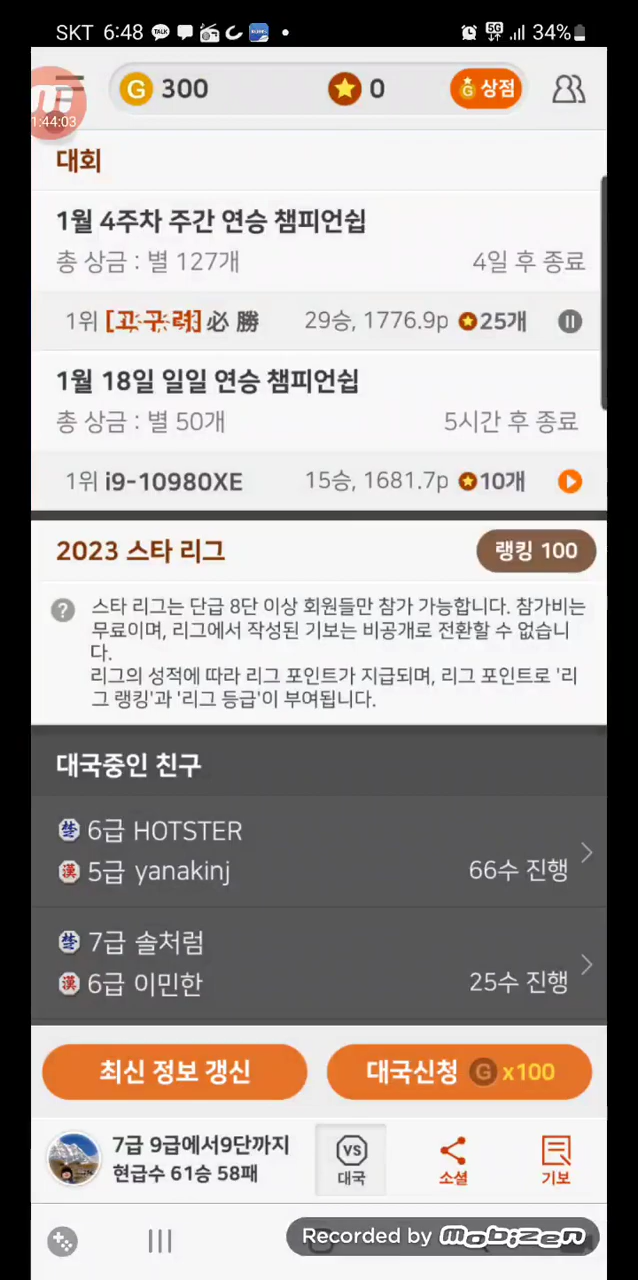 SKT 6:48 TALK 5G 34%
1:44:03
G 300 0 G 상점
대회
1월 4주차 주간 연승 챔피언쉽
총 상금 : 별 127개 4일 후 종료
1위 [고구려]必 勝 29승, 1776.9p 25개
1월 18일 일일 연승 챔피언쉽
총 상금 : 별 50개 5시간 후 종료
1위 i9-10980XE 15승, 1681.7p 10개
2023 스타 리그 랭킹 100
? 스타 리그는 단급 8단 이상 회원들만 참가 가능합니다. 참가비는
무료이며, 리그에서 작성된 기보는 비공개로 전환할 수 없습니
다.
리그의 성적에 따라 리그 포인트가 지급되며, 리그 포인트로 '리
그 랭킹'과 '리그 등급'이 부여됩니다.
대국중인 친구
楚 6급 HOTSTER
漢 5급 yanakinj 66수 진행
楚 7급 솔처럼
漢 6급 이민한 25수 진행
최신 정보 갱신 대국신청 G x100
7급 9급에서9단까지
현급수 61승 58패
VS
대국 소셜 기보
Recorded by mobizen